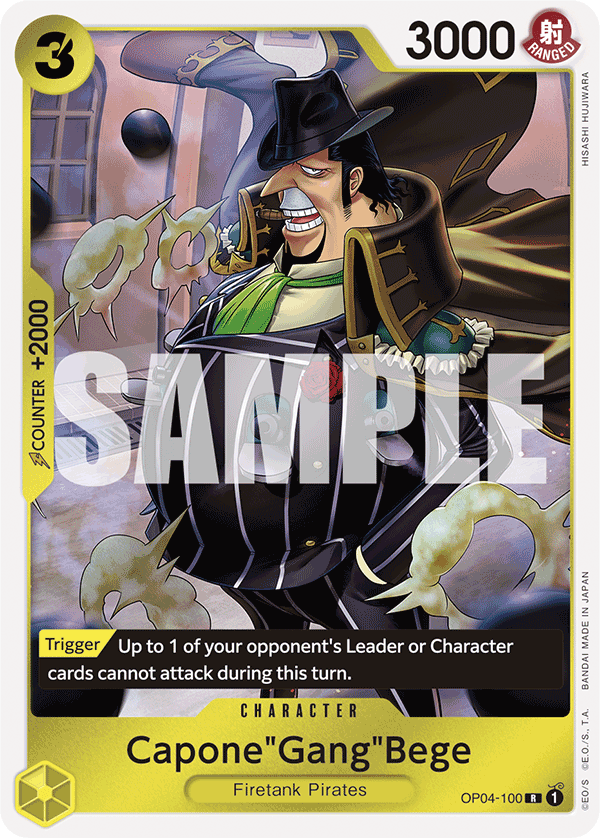 3
3000
射
RANGED
HISASHI HUJIWARA
COUNTER +2000
SAMPLE
Trigger Up to 1 of your opponent's Leader or Character
cards cannot attack during this turn.
CHARACTER
Capone"Gang"Bege
Firetank Pirates
OP04-100 R 1
©EO/S ©E.O./S., T.A. BANDAI MADE IN JAPAN